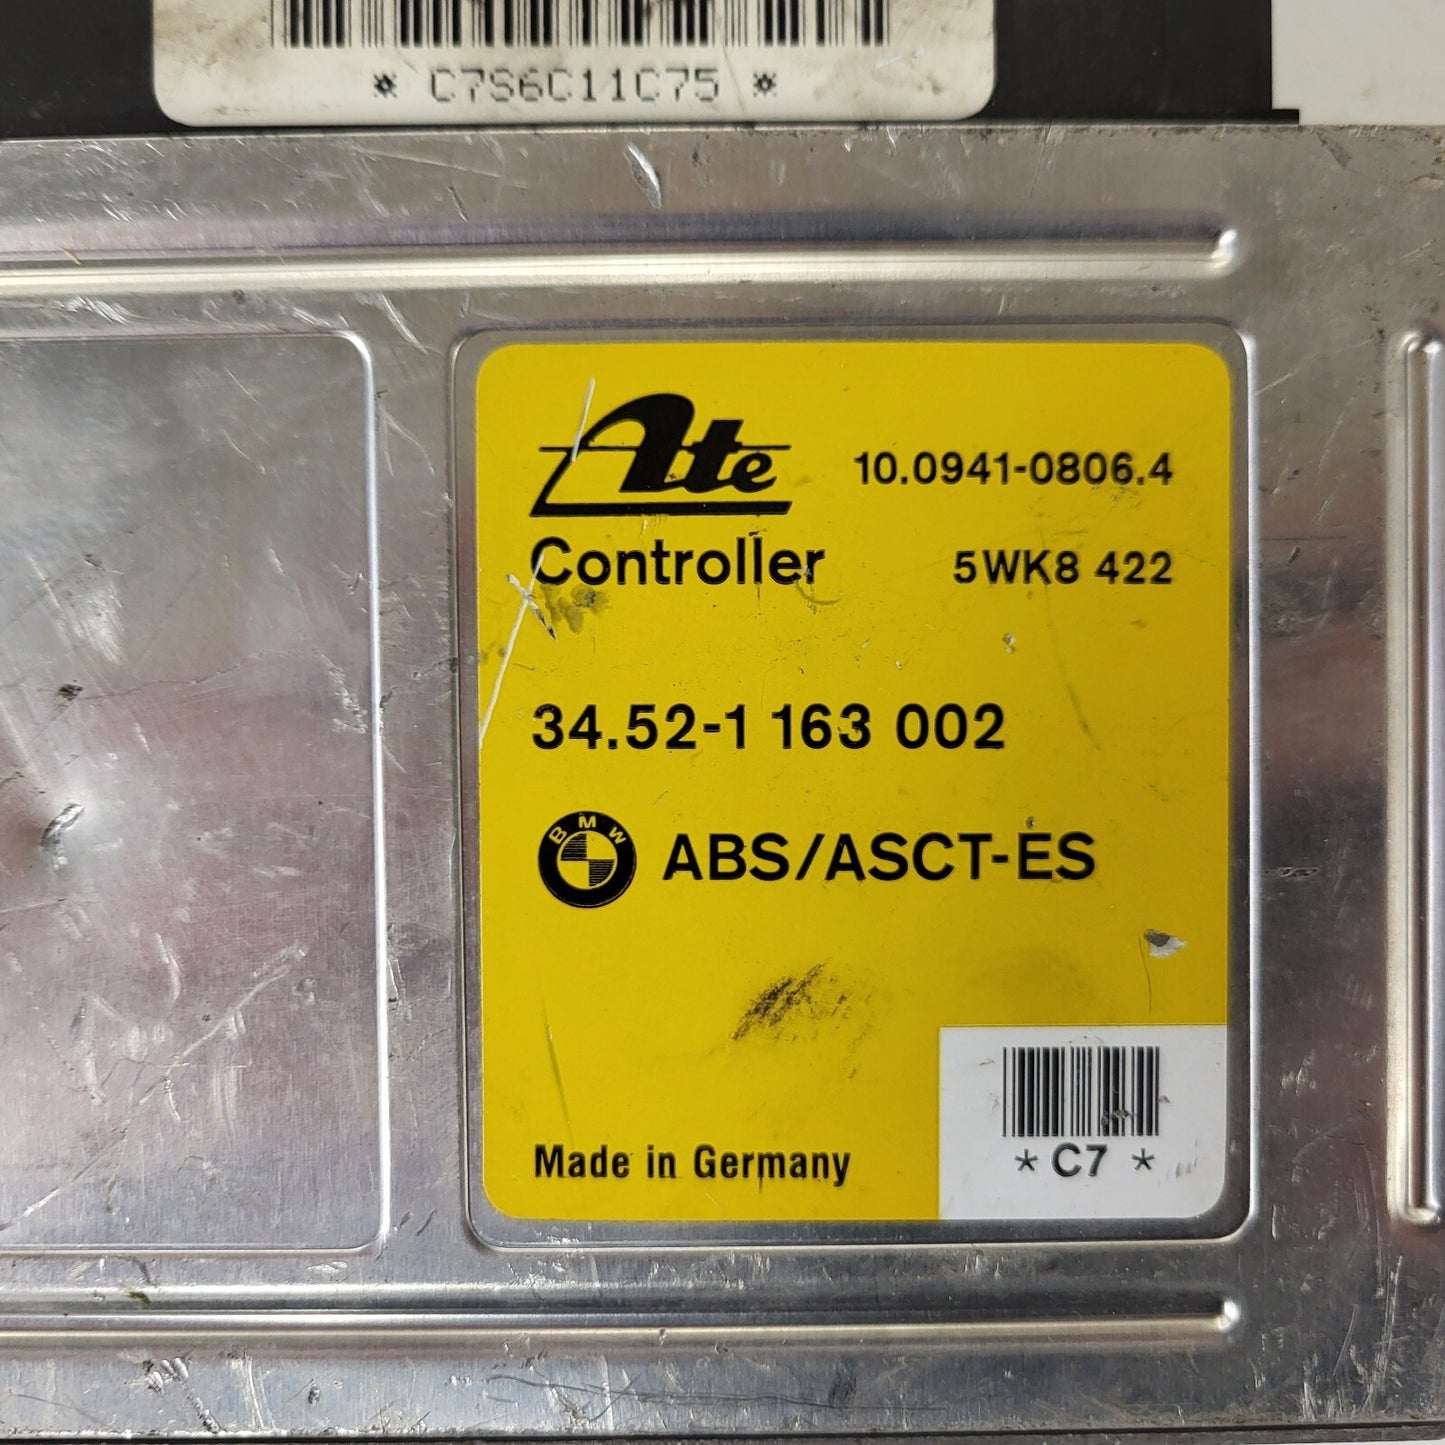 * C7S6C11C75 *
Ate 10.0941-0806.4
Controller 5WK8 422
34.52-1 163 002
BMW ABS/ASCT-ES
Made in Germany
* C7 *